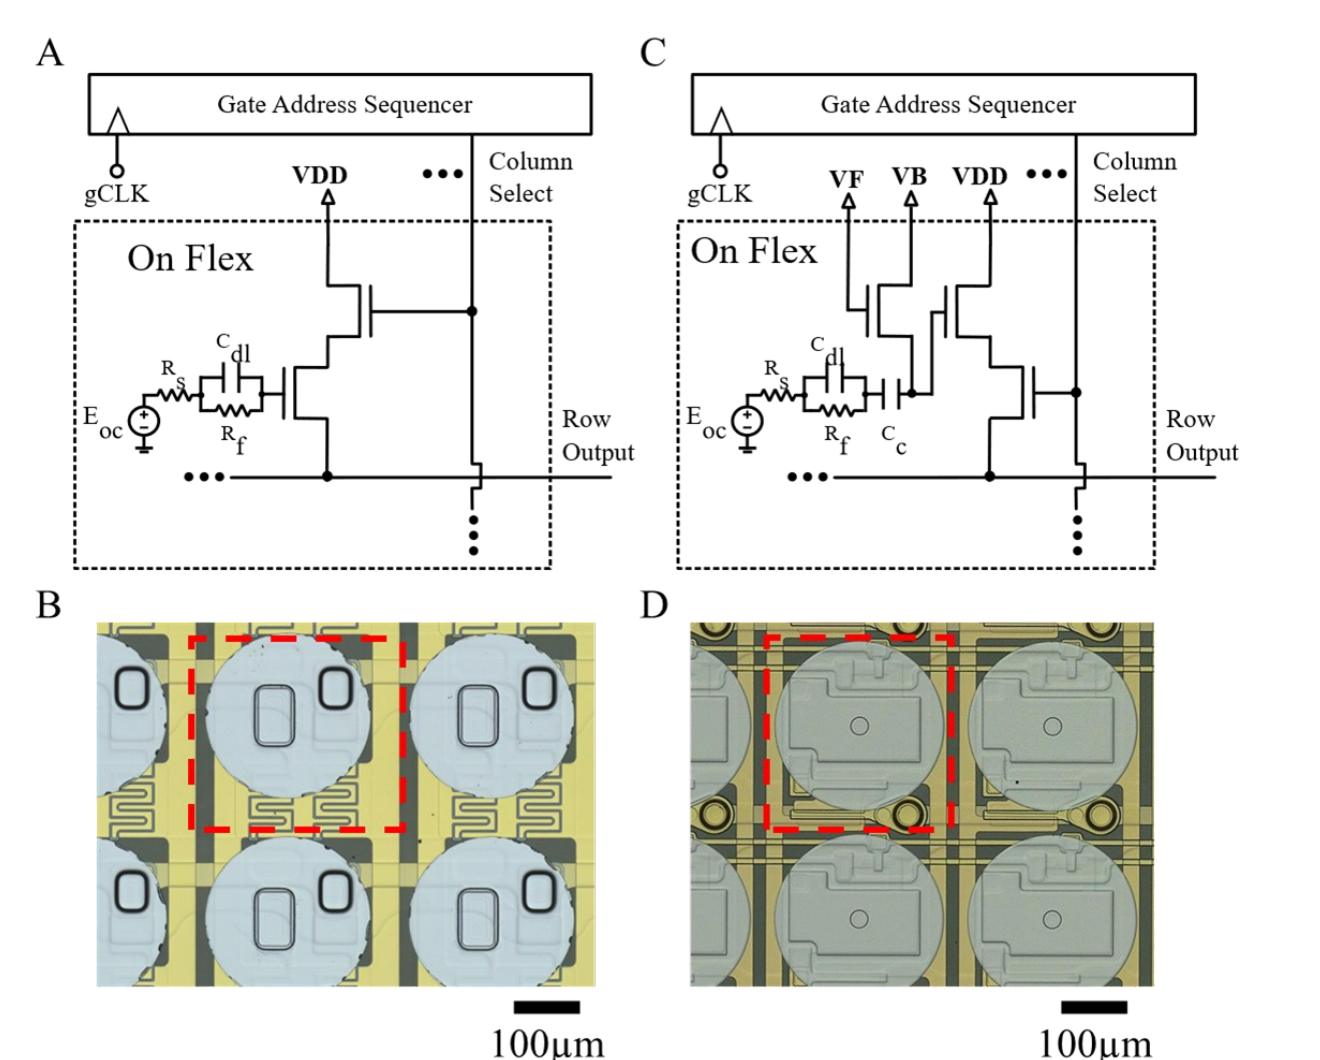 A
Gate Address Sequencer
gCLK
VDD
Column
Select
On Flex
C dl
R s
E oc
R f
Row
Output
C
Gate Address Sequencer
gCLK
VF VB VDD
Column
Select
On Flex
C dl
R s
E oc
R f
C c
Row
Output
B
100μm
D
100μm